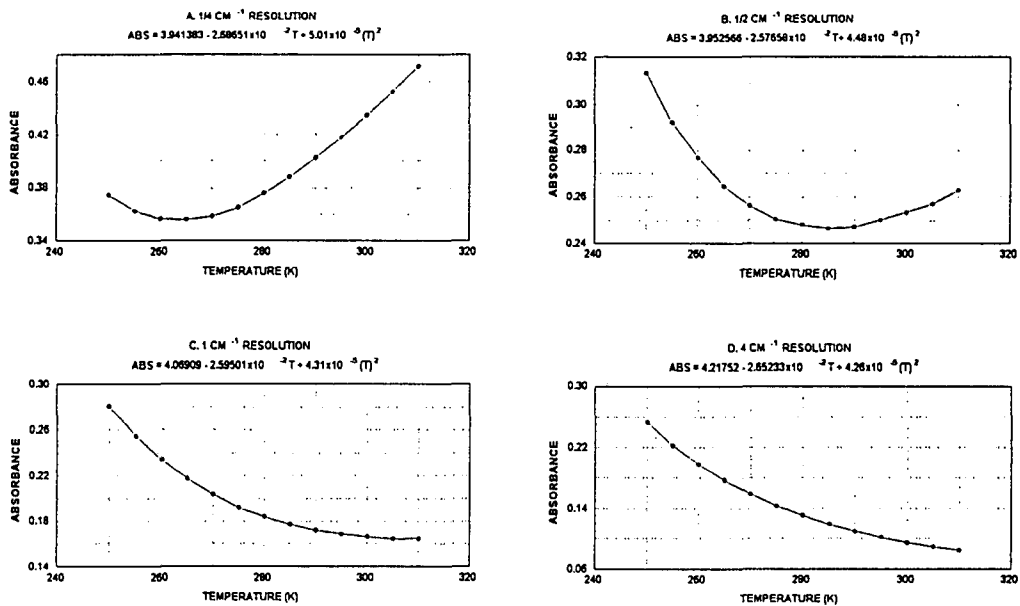 A. 1/4 CM ⁻¹ RESOLUTION
ABS = 3.941383 - 2.68651x10 ⁻² T + 5.01x10 ⁻⁵ (T)²
ABSORBANCE
0.46
0.42
0.38
0.34
240 260 280 300 320
TEMPERATURE (K)
B. 1/2 CM ⁻¹ RESOLUTION
ABS = 3.952566 - 2.57658x10 ⁻² T + 4.48x10 ⁻⁵ (T)²
ABSORBANCE
0.32
0.30
0.28
0.26
0.24
240 260 280 300 320
TEMPERATURE (K)
C. 1 CM ⁻¹ RESOLUTION
ABS = 4.06909 - 2.59501x10 ⁻² T + 4.31x10 ⁻⁵ (T)²
ABSORBANCE
0.30
0.26
0.22
0.18
0.14
240 260 280 300 320
TEMPERATURE (K)
D. 4 CM ⁻¹ RESOLUTION
ABS = 4.21752 - 2.65233x10 ⁻² T + 4.26x10 ⁻⁵ (T)²
ABSORBANCE
0.30
0.22
0.14
0.06
240 260 280 300 320
TEMPERATURE (K)